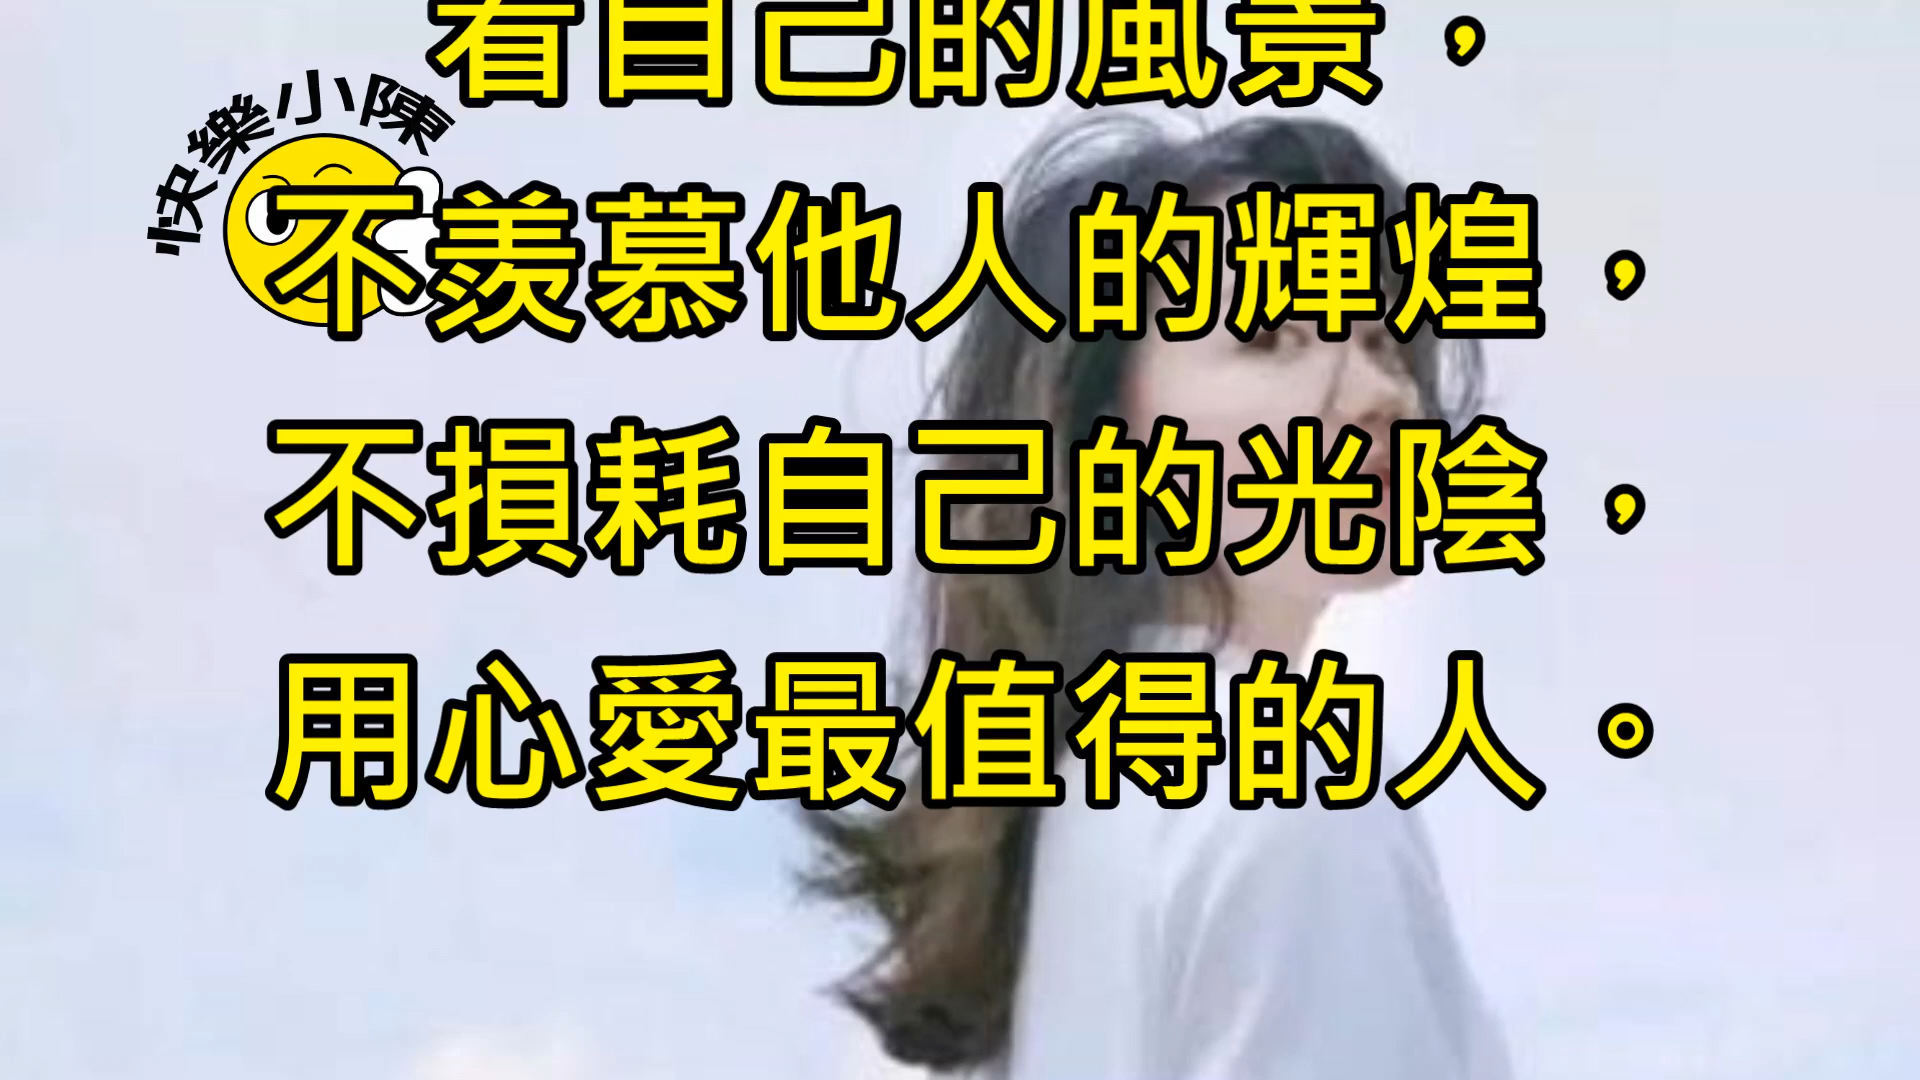 看自己的風景，
快樂小陳
不羨慕他人的輝煌，
不損耗自己的光陰，
用心愛最值得的人。